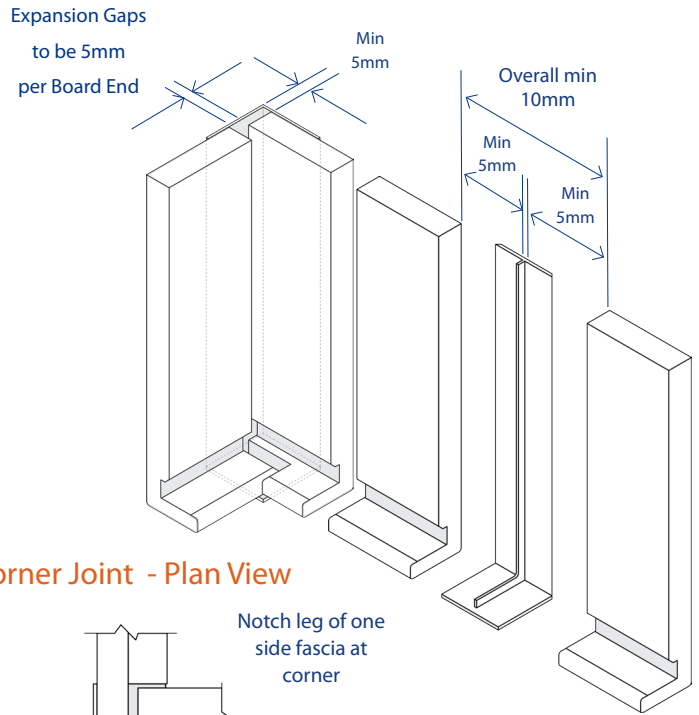 Expansion Gaps
to be 5mm
per Board End
Min
5mm
Overall min
10mm
Min
5mm
Min
5mm
orner Joint - Plan View
Notch leg of one
side fascia at
corner